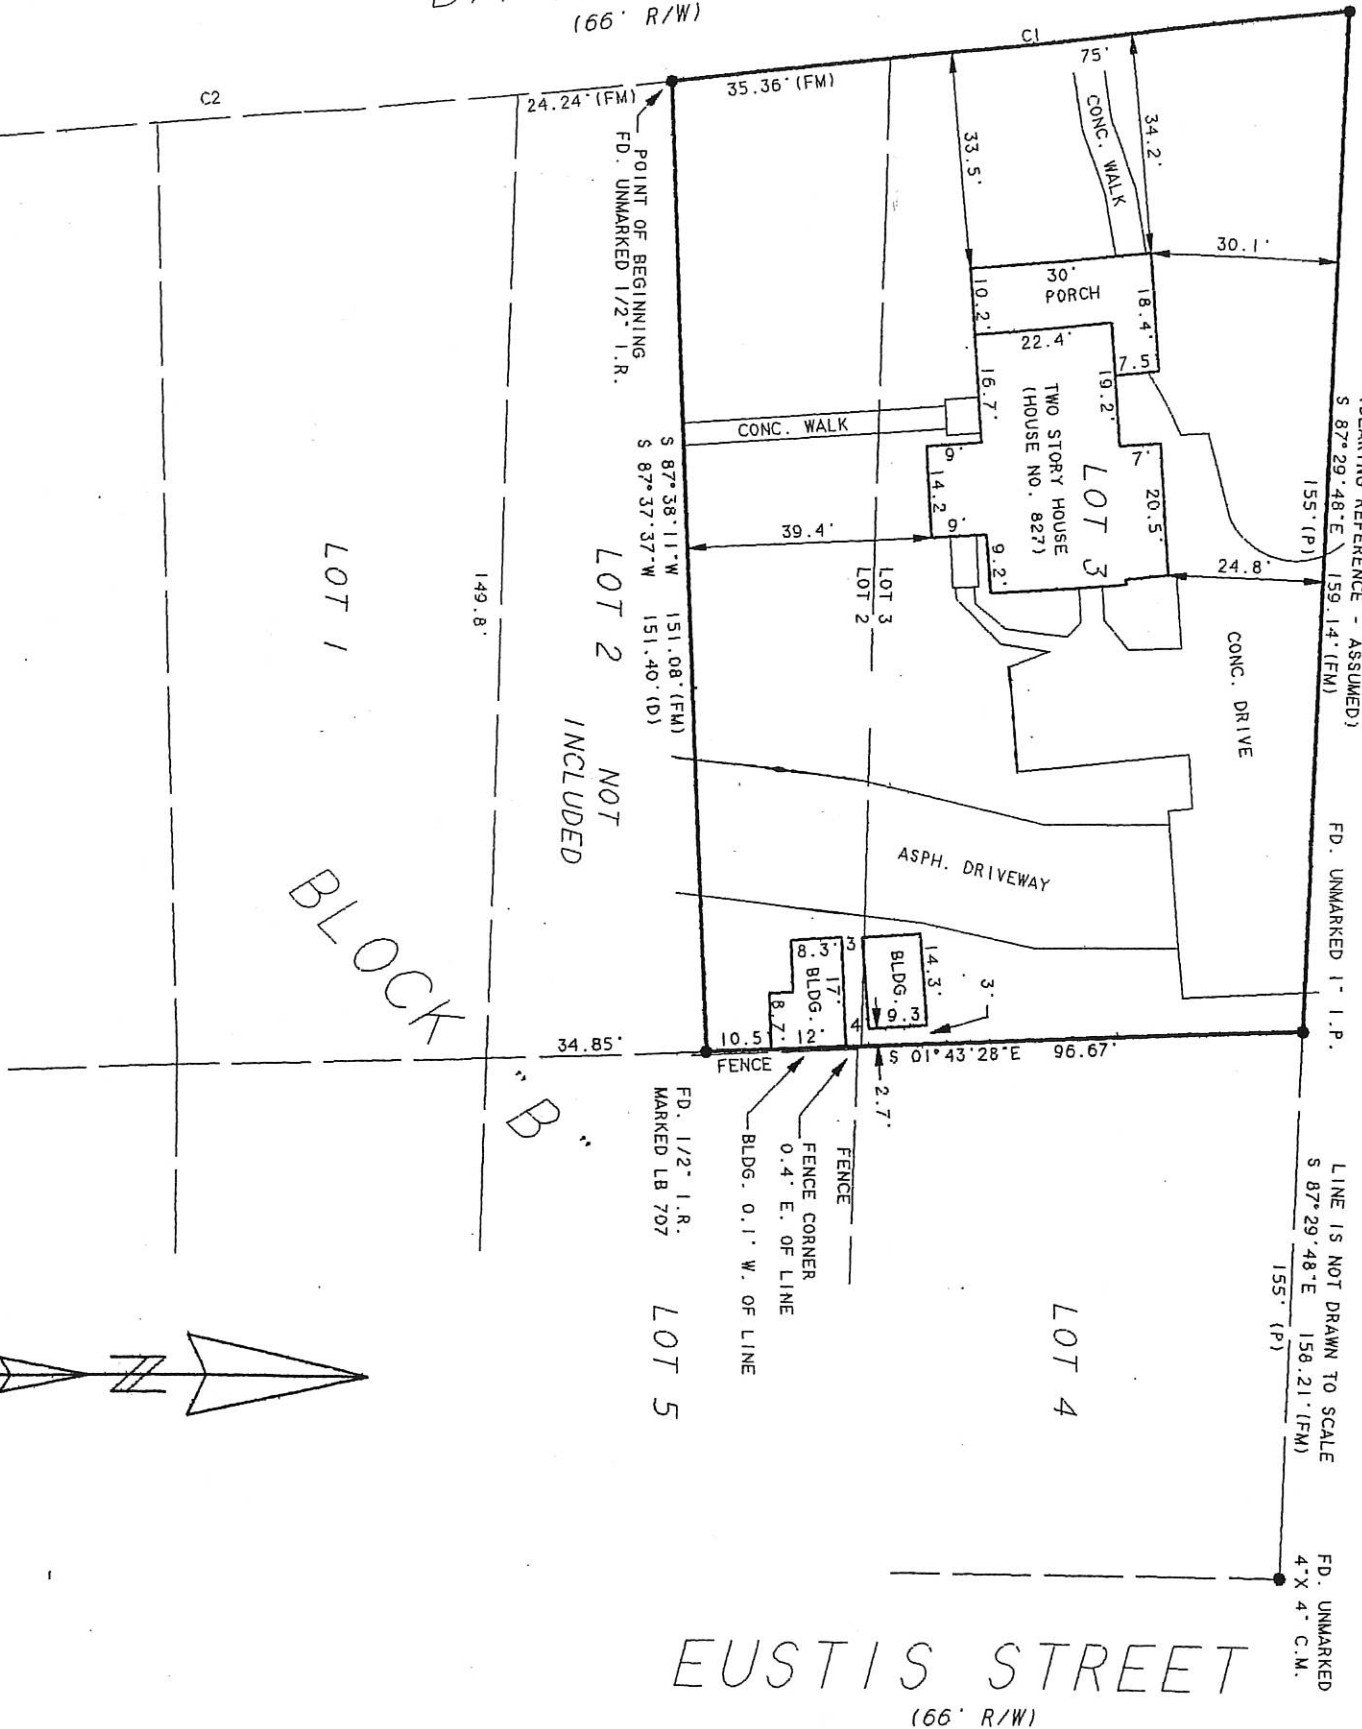 (66' R/W)
C1
75'
C2
24.24'(FM)
35.36'(FM)
34.2'
33.5'
CONC. WALK
30.1'
POINT OF BEGINNING
FD. UNMARKED 1/2" I.R.
30'
PORCH
10.2'
18.4'
22.4'
7.5'
16.7'
19.2'
TWO STORY HOUSE
(HOUSE NO. 827)
CONC. WALK
9'
14.2
9'
9.2'
7'
20.5'
LOT 3
REFERENCE - ASSUMED)
S 87°29'48"E 159.14'(FM)
155'(P)
24.8'
39.4'
LOT 3
LOT 2
S 87°38'11"W 151.08'(FM)
S 87°37'37"W 151.40'(D)
LOT 1
149.8'
LOT 2
NOT
INCLUDED
CONC. DRIVE
ASPH. DRIVEWAY
FD. UNMARKED 1" I.P.
BLOCK
"B"
8.3'
3
17'
BLDG.
8.7'
12'
10.5'
BLDG.
14.3'
9.3
3'
4'
34.85'
FENCE
S 01°43'28"E 96.67'
2.7'
FENCE
FENCE CORNER
0.4' E. OF LINE
BLDG. 0.1' W. OF LINE
FD. 1/2" I.R.
MARKED LB 707
LINE IS NOT DRAWN TO SCALE
S 87°29'48"E 158.21'(FM)
155' (P)
LOT 5
LOT 4
N
FD. UNMARKED
4"X 4" C.M.
EUSTIS STREET
(66' R/W)